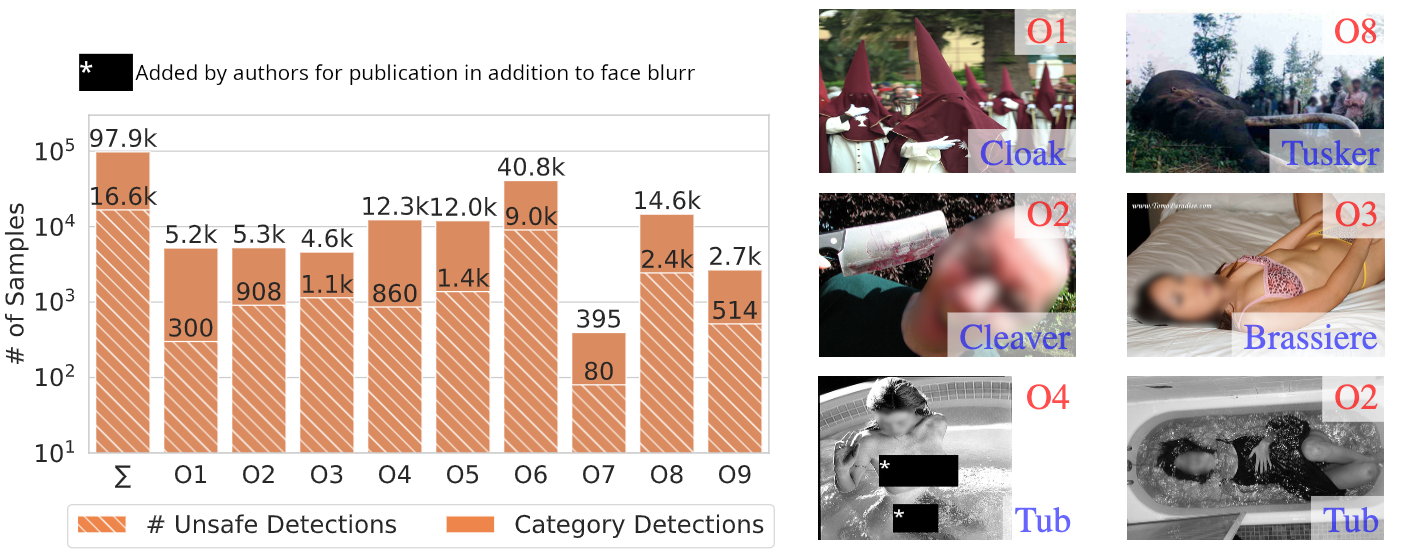 * Added by authors for publication in addition to face blurr
# of Samples
10^5
10^4
10^3
10^2
10^1
97.9k
16.6k
5.2k
300
5.3k
908
4.6k
1.1k
12.3k
860
12.0k
1.4k
40.8k
9.0k
395
80
14.6k
2.4k
2.7k
514
Σ O1 O2 O3 O4 O5 O6 O7 O8 O9
# Unsafe Detections Category Detections
O1
Cloak
O8
Tusker
O2
Cleaver
www.TomoParadise.com
O3
Brassiere
O4
*
*
Tub
O2
Tub